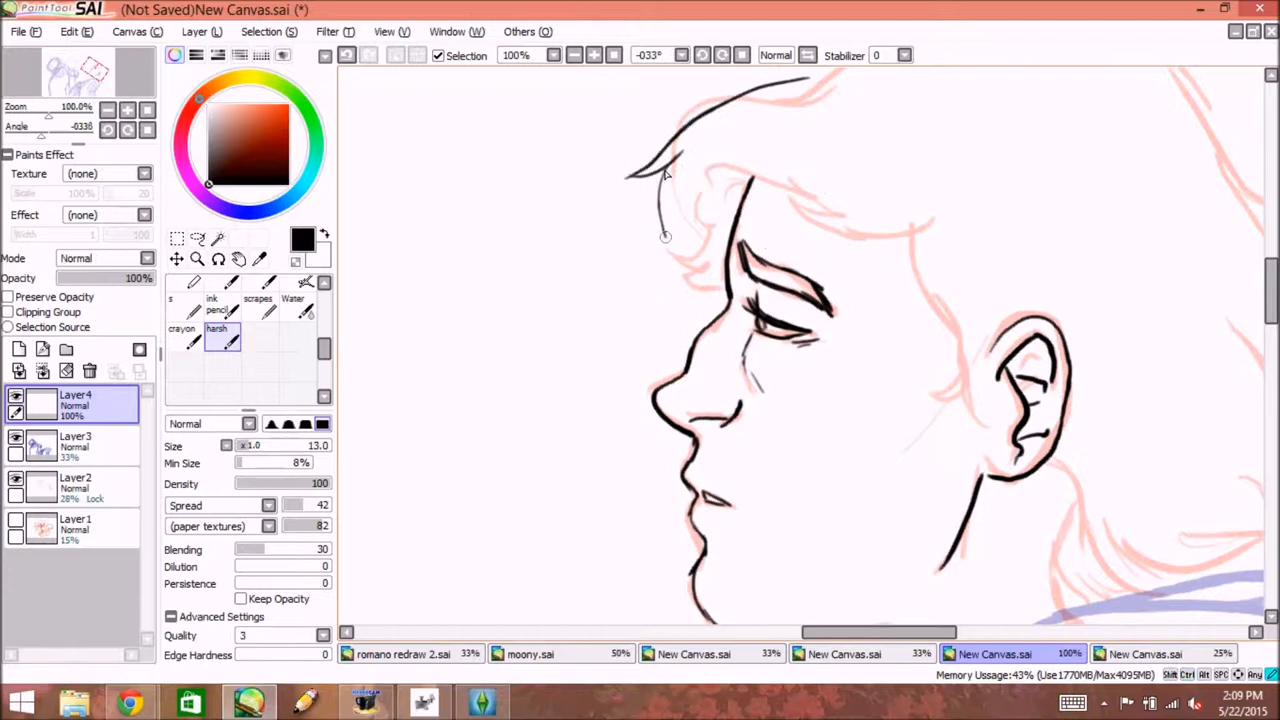 PaintTool SAI (Not Saved)New Canvas.sai (*)
File (F) Edit (E) Canvas (C) Layer (L) Selection (S) Filter (T) View (V) Window (W) Others (O)
Selection 100% -033° Normal Stabilizer 0
Zoom 100.0%
Angle -033
Paints Effect
Texture (none)
Scale 100% 20
Effect (none)
Width 1 100
Mode Normal
Opacity 100%
Preserve Opacity
Clipping Group
Selection Source
Layer4
Normal
100%
Layer3
Normal
33%
Layer2
Normal
28% Lock
Layer1
Normal
15%
s ink pencil scrapes Water
crayon harsh
Normal
Size x1.0 13.0
Min Size 8%
Density 100
Spread 42
(paper textures) 82
Blending 30
Dilution 0
Persistence 0
Keep Opacity
Advanced Settings
Quality 3
Edge Hardness 0
romano redraw 2.sai 33% moony.sai 50% New Canvas.sai 33% New Canvas.sai 33% New Canvas.sai 100% New Canvas.sai 25%
Memory Usage:43% (Use1770MB/Max4095MB) Shift Ctrl Alt SPC Any
2:09 PM
5/22/2015